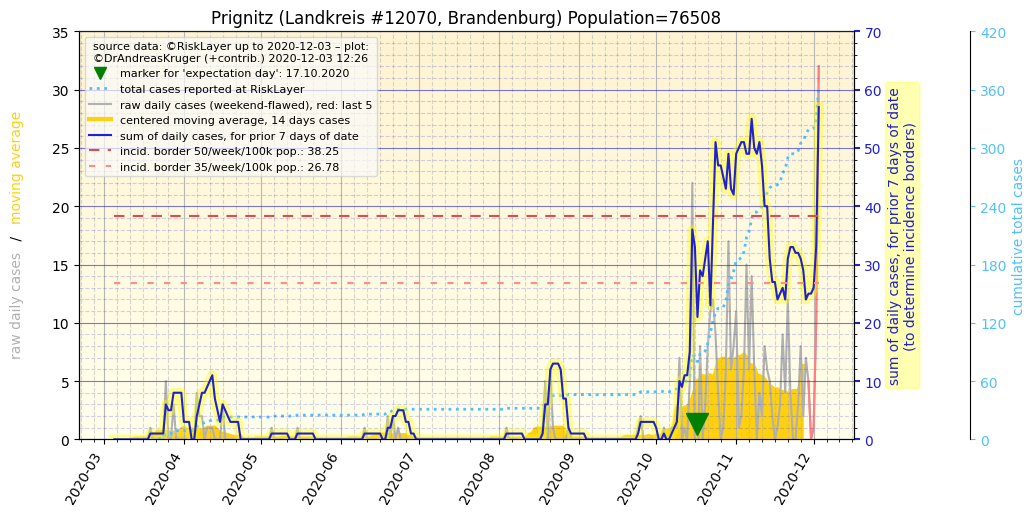 Prignitz (Landkreis #12070, Brandenburg) Population=76508
source data: ©RiskLayer up to 2020-12-03 – plot:
©DrAndreasKruger (+contrib.) 2020-12-03 12:26
marker for 'expectation day': 17.10.2020
total cases reported at RiskLayer
raw daily cases (weekend-flawed), red: last 5
centered moving average, 14 days cases
sum of daily cases, for prior 7 days of date
incid. border 50/week/100k pop.: 38.25
incid. border 35/week/100k pop.: 26.78
raw daily cases / moving average
35
30
25
20
15
10
5
0
2020-03
2020-04
2020-05
2020-06
2020-07
2020-08
2020-09
2020-10
2020-11
2020-12
70
60
50
40
30
20
10
0
sum of daily cases, for prior 7 days of date
(to determine incidence borders)
420
360
300
240
180
120
60
0
cumulative total cases